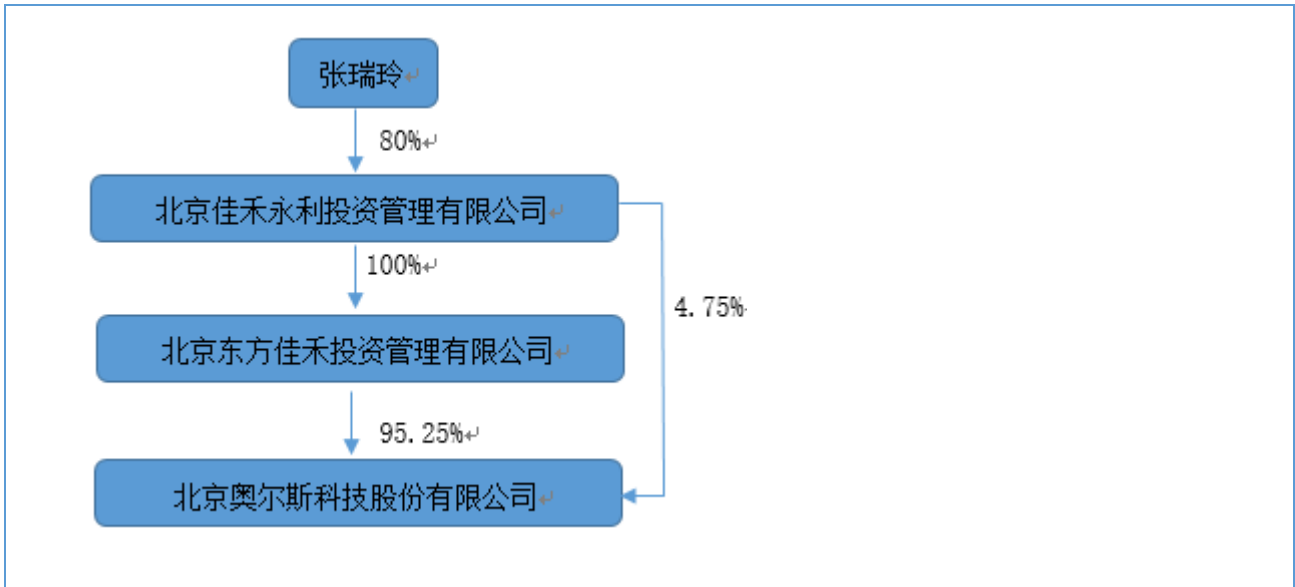 张瑞玲
80%
北京佳禾永利投资管理有限公司
100%
4.75%
北京东方佳禾投资管理有限公司
95.25%
北京奥尔斯科技股份有限公司